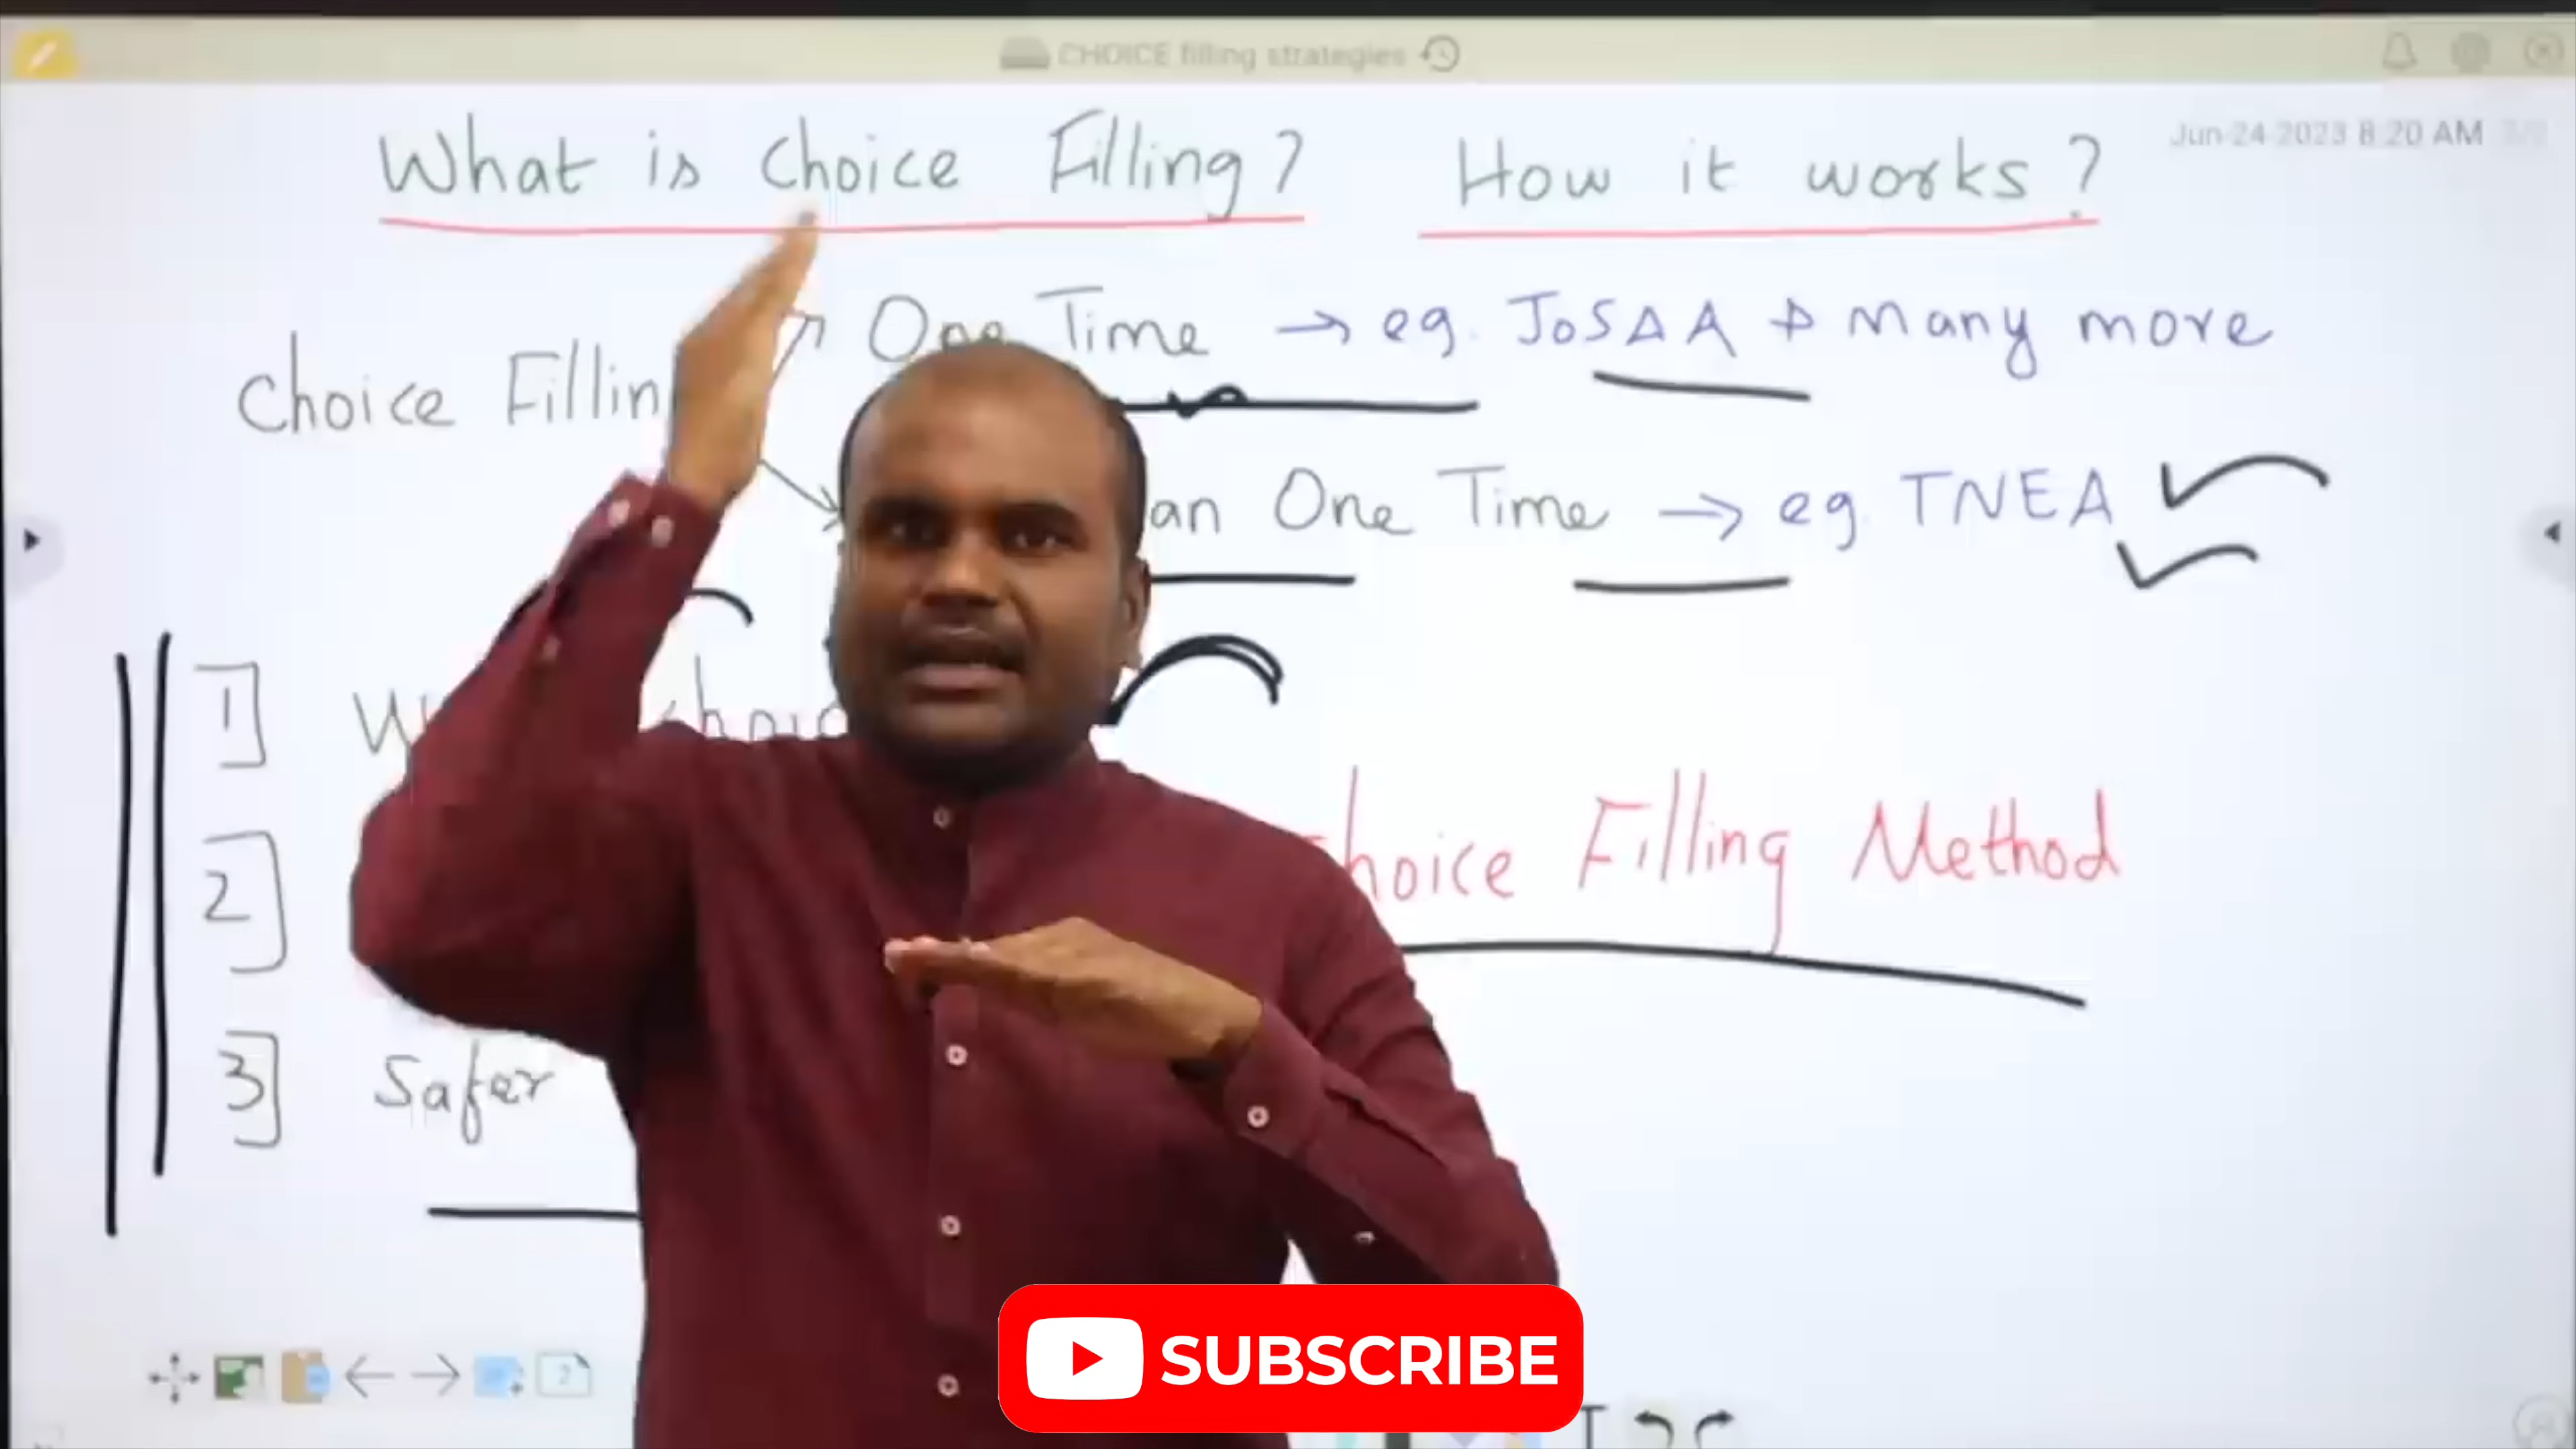 CHOICE filling strategies
Jun-24-2023 8:20 AM
What is Choice Filling? How it works?
One Time → eg. JoSAA + Many more
Choice Fillin
an One Time → eg. TNEA
1]
2] hoice Filling Method
3] Safer
2
SUBSCRIBE